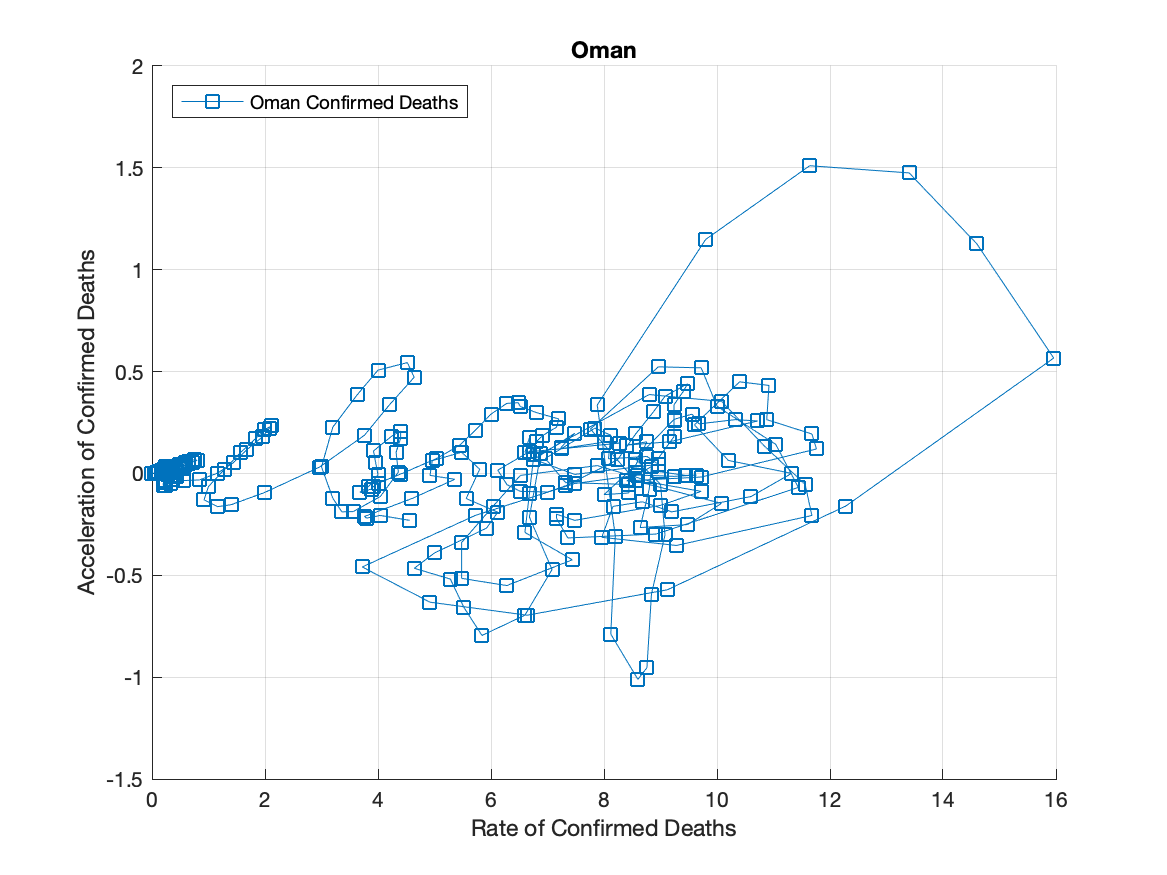 Oman
2
Oman Confirmed Deaths
1.5
1
0.5
0
-0.5
-1
-1.5
Acceleration of Confirmed Deaths
0 2 4 6 8 10 12 14 16
Rate of Confirmed Deaths